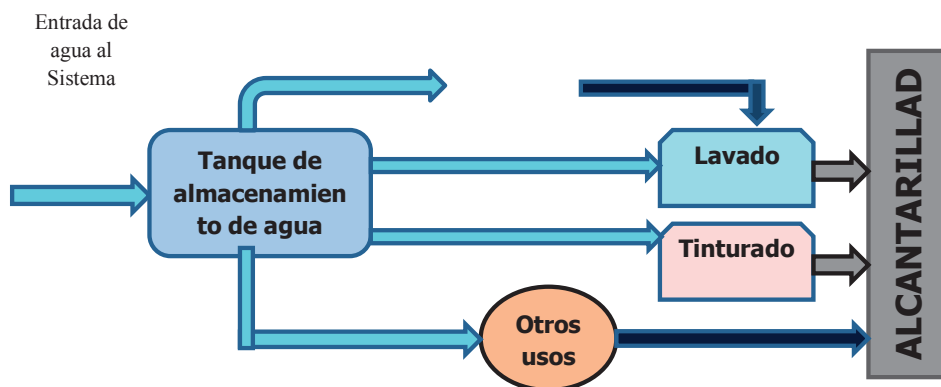 Entrada de
agua al
Sistema
Tanque de
almacenamien
to de agua
Lavado
Tinturado
Otros
usos
ALCANTARILLAD